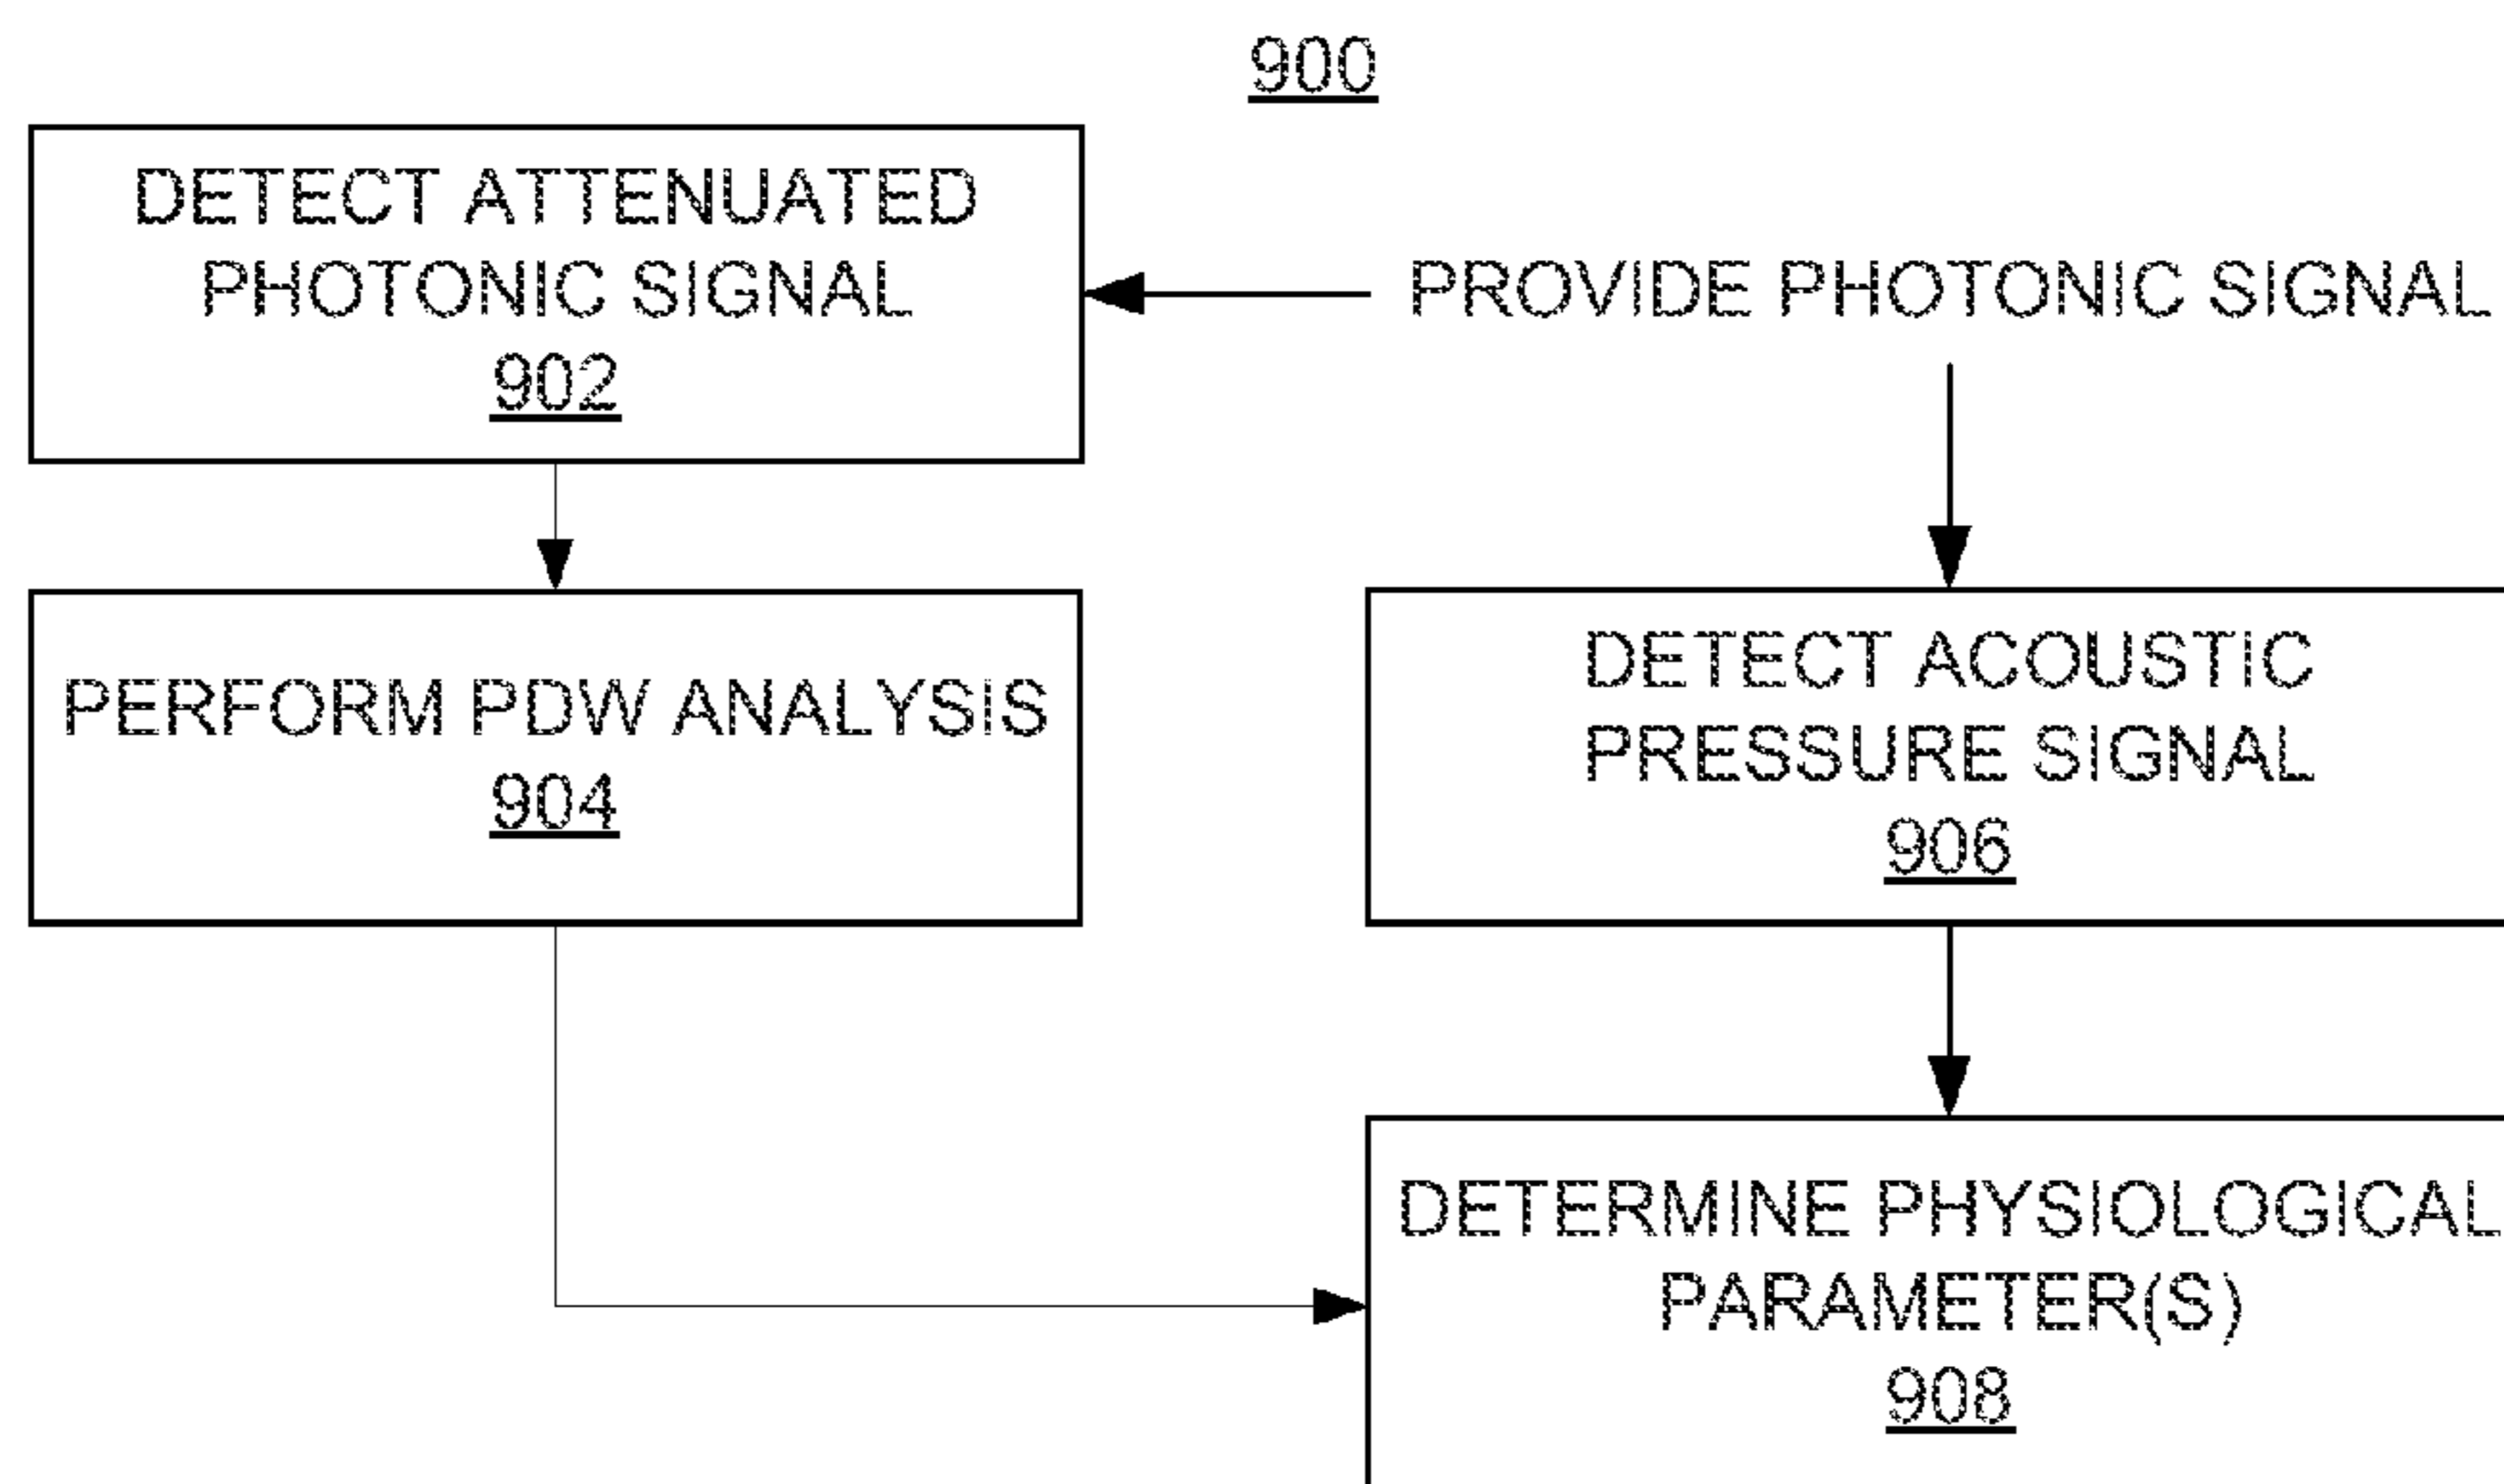 900
DETECT ATTENUATED
PHOTONIC SIGNAL
902
PROVIDE PHOTONIC SIGNAL
PERFORM PDW ANALYSIS
904
DETECT ACOUSTIC
PRESSURE SIGNAL
906
DETERMINE PHYSIOLOGICAL
PARAMETER(S)
908